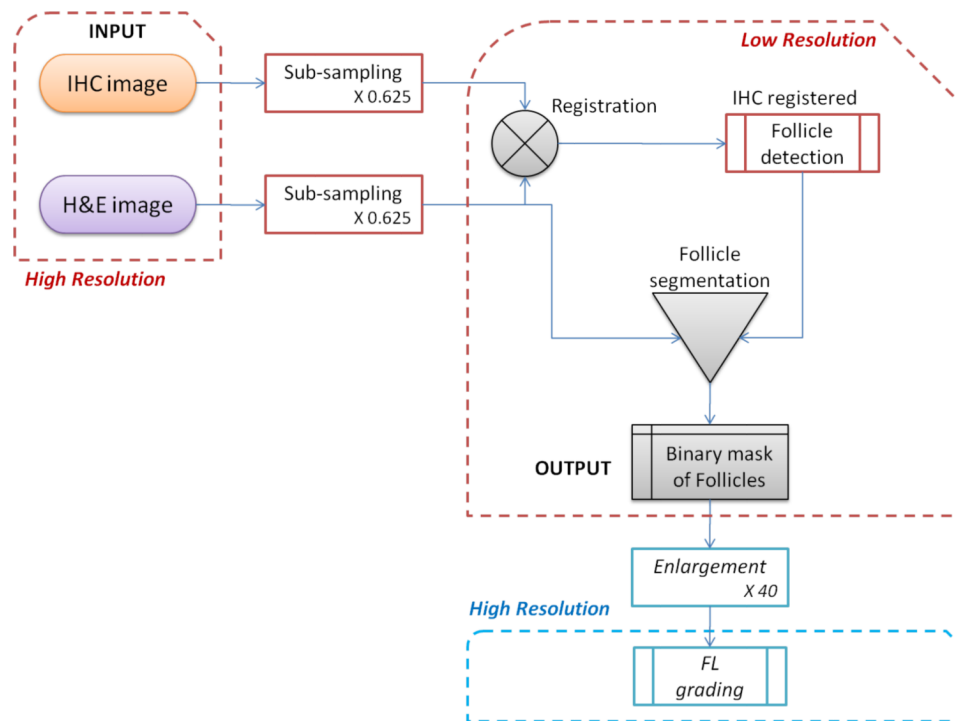 INPUT
IHC image
H&E image
High Resolution
Sub-sampling
X 0.625
Sub-sampling
X 0.625
Low Resolution
Registration
IHC registered
Follicle
detection
Follicle
segmentation
OUTPUT
Binary mask
of Follicles
Enlargement
X 40
High Resolution
FL
grading